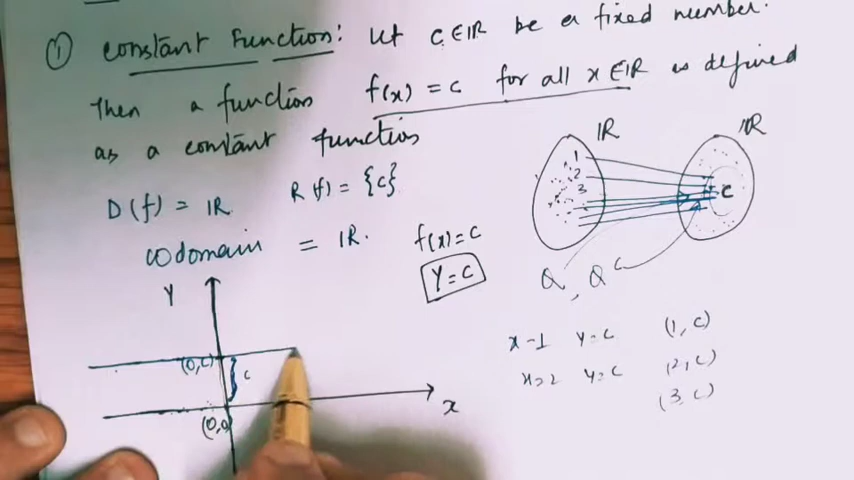 ① Constant Function: Let c∈ℝ be a fixed number.
Then a function f(x) = c for all x∈ℝ is defined
as a constant function
D(f) = ℝ R(f) = {c}
codomain = ℝ.
f(x)=c
Y=c
ℝ ℝ
1
2
3
c
Q, Q^c
Y
(0,c)
c
(0,0)
x
x-1 y=c (1, c)
x=2 y=c (2, c)
(3, c)